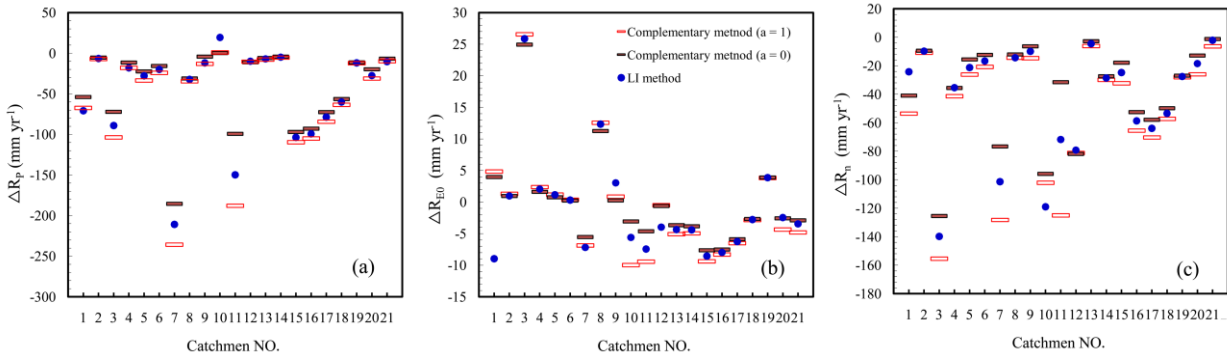 50
0
-50
-100
-150
-200
-250
-300
ΔR_P (mm yr⁻¹)
(a)
1 2 3 4 5 6 7 8 9 10 11 12 13 14 15 16 17 18 19 20 21
Catchmen NO.
30
25
20
15
10
5
0
-5
-10
-15
ΔR_E0 (mm yr⁻¹)
Complementary metnod (a = 1)
Complementary metnod (a = 0)
LI metnod
(b)
1 2 3 4 5 6 7 8 9 10 11 12 13 14 15 16 17 18 19 20 21
Catchmen NO.
20
0
-20
-40
-60
-80
-100
-120
-140
-160
-180
ΔR_n (mm yr⁻¹)
(c)
1 2 3 4 5 6 7 8 9 10 11 12 13 14 15 16 17 18 19 20 21
Catchmen NO.